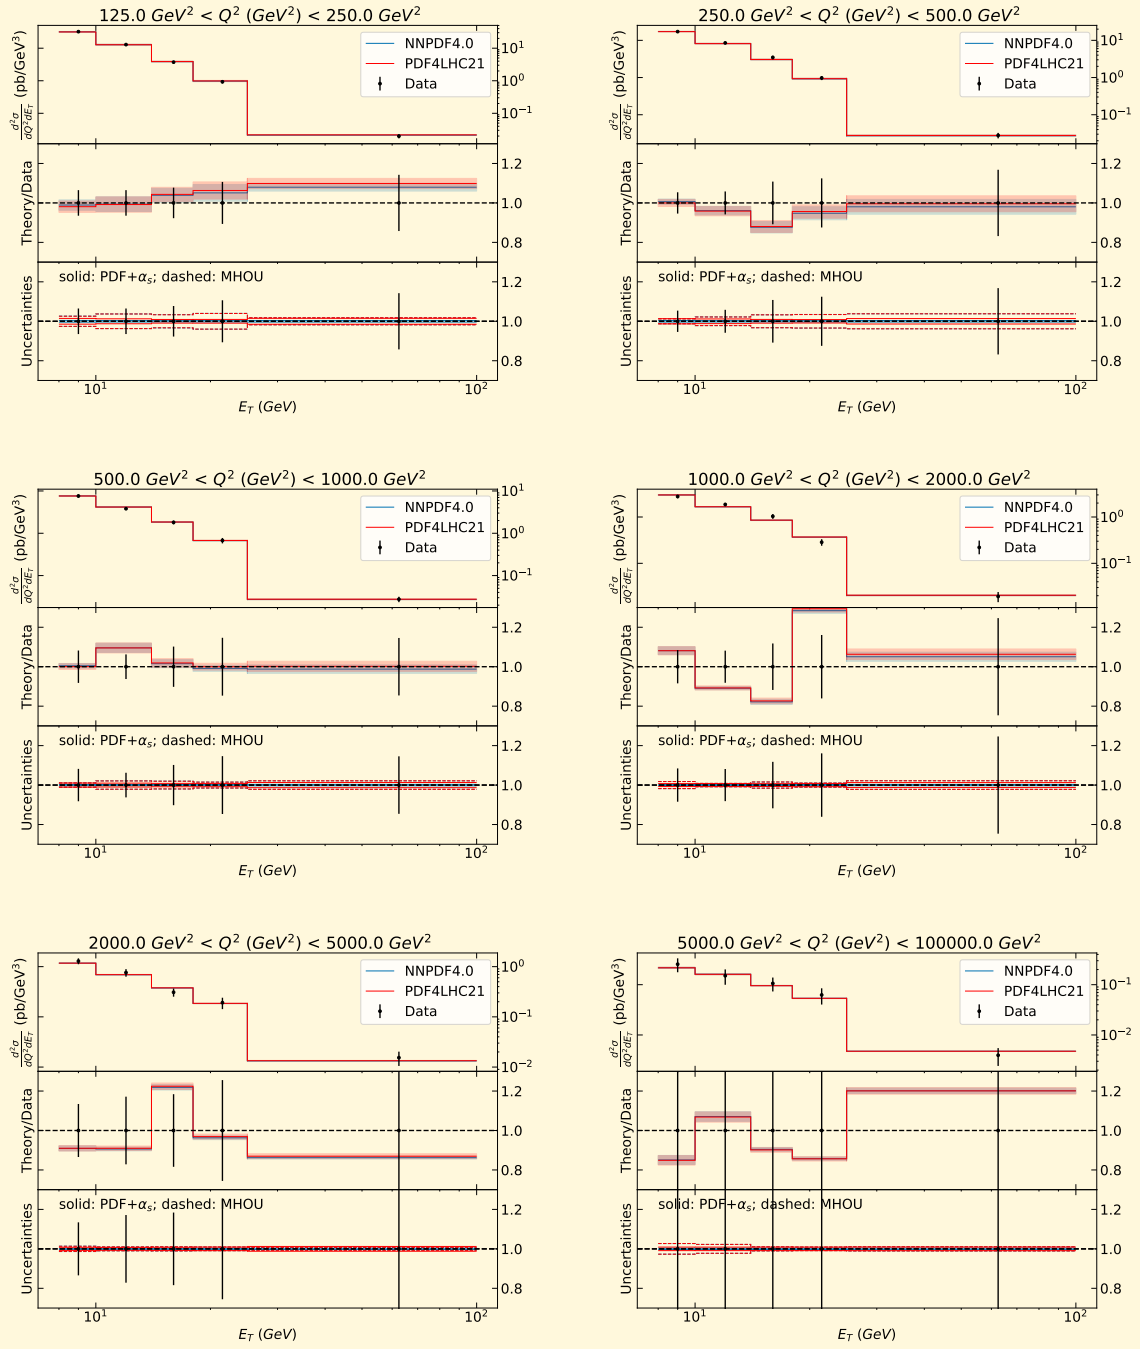 125.0 GeV² < Q² (GeV²) < 250.0 GeV²
d²σ/dQ²dE_T (pb/GeV³)
NNPDF4.0
PDF4LHC21
Data
10¹
10⁰
10⁻¹
Theory/Data
1.2
1.0
0.8
Uncertainties
solid: PDF+α_s; dashed: MHOU
1.2
1.0
0.8
10¹
10²
E_T (GeV)
250.0 GeV² < Q² (GeV²) < 500.0 GeV²
d²σ/dQ²dE_T (pb/GeV³)
NNPDF4.0
PDF4LHC21
Data
10¹
10⁰
10⁻¹
Theory/Data
1.2
1.0
0.8
Uncertainties
solid: PDF+α_s; dashed: MHOU
1.2
1.0
0.8
10¹
10²
E_T (GeV)
500.0 GeV² < Q² (GeV²) < 1000.0 GeV²
d²σ/dQ²dE_T (pb/GeV³)
NNPDF4.0
PDF4LHC21
Data
10¹
10⁰
10⁻¹
Theory/Data
1.2
1.0
0.8
Uncertainties
solid: PDF+α_s; dashed: MHOU
1.2
1.0
0.8
10¹
10²
E_T (GeV)
1000.0 GeV² < Q² (GeV²) < 2000.0 GeV²
d²σ/dQ²dE_T (pb/GeV³)
NNPDF4.0
PDF4LHC21
Data
10⁰
10⁻¹
Theory/Data
1.2
1.0
0.8
Uncertainties
solid: PDF+α_s; dashed: MHOU
1.2
1.0
0.8
10¹
10²
E_T (GeV)
2000.0 GeV² < Q² (GeV²) < 5000.0 GeV²
d²σ/dQ²dE_T (pb/GeV³)
NNPDF4.0
PDF4LHC21
Data
10⁰
10⁻¹
10⁻²
Theory/Data
1.2
1.0
0.8
Uncertainties
solid: PDF+α_s; dashed: MHOU
1.2
1.0
0.8
10¹
10²
E_T (GeV)
5000.0 GeV² < Q² (GeV²) < 100000.0 GeV²
d²σ/dQ²dE_T (pb/GeV³)
NNPDF4.0
PDF4LHC21
Data
10⁻¹
10⁻²
Theory/Data
1.2
1.0
0.8
Uncertainties
solid: PDF+α_s; dashed: MHOU
1.2
1.0
0.8
10¹
10²
E_T (GeV)